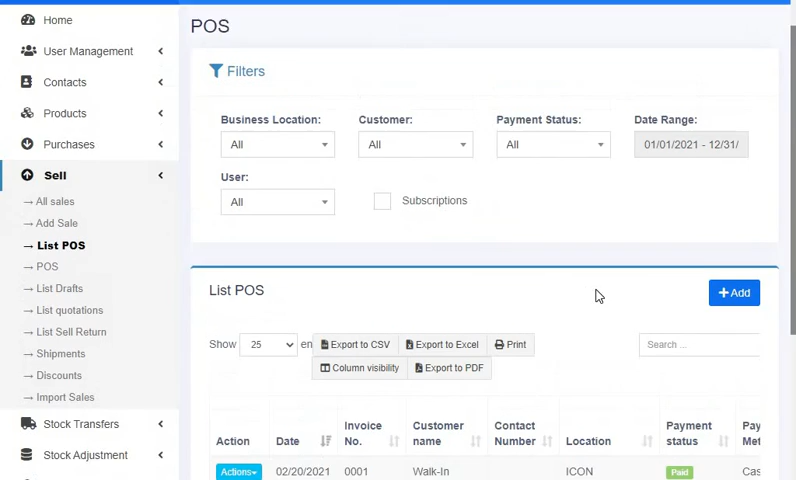 Home
User Management
Contacts
Products
Purchases
Sell
→ All sales
→ Add Sale
→ List POS
→ POS
→ List Drafts
→ List quotations
→ List Sell Return
→ Shipments
→ Discounts
→ Import Sales
Stock Transfers
Stock Adjustment
POS
Filters
Business Location: Customer: Payment Status: Date Range:
All All All 01/01/2021 - 12/31/
User:
All Subscriptions
List POS
+ Add
Show 25 en Export to CSV Export to Excel Print Search ...
Column visibility Export to PDF
Invoice Customer Contact Payment Pay
Action Date No. name Number Location status Met
Actions 02/20/2021 0001 Walk-In ICON Paid Cas